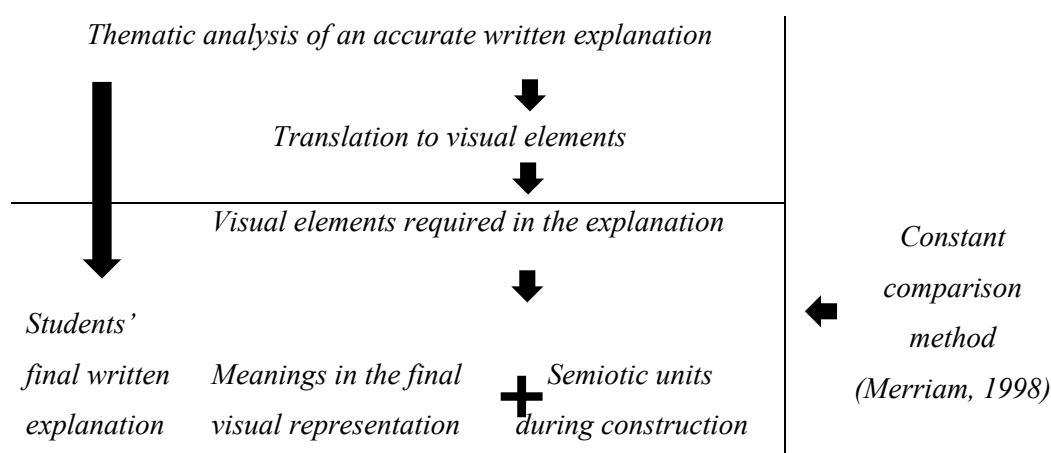 Thematic analysis of an accurate written explanation
Translation to visual elements
Visual elements required in the explanation
Students’
final written
explanation
Meanings in the final
visual representation
Semiotic units
during construction
Constant
comparison
method
(Merriam, 1998)